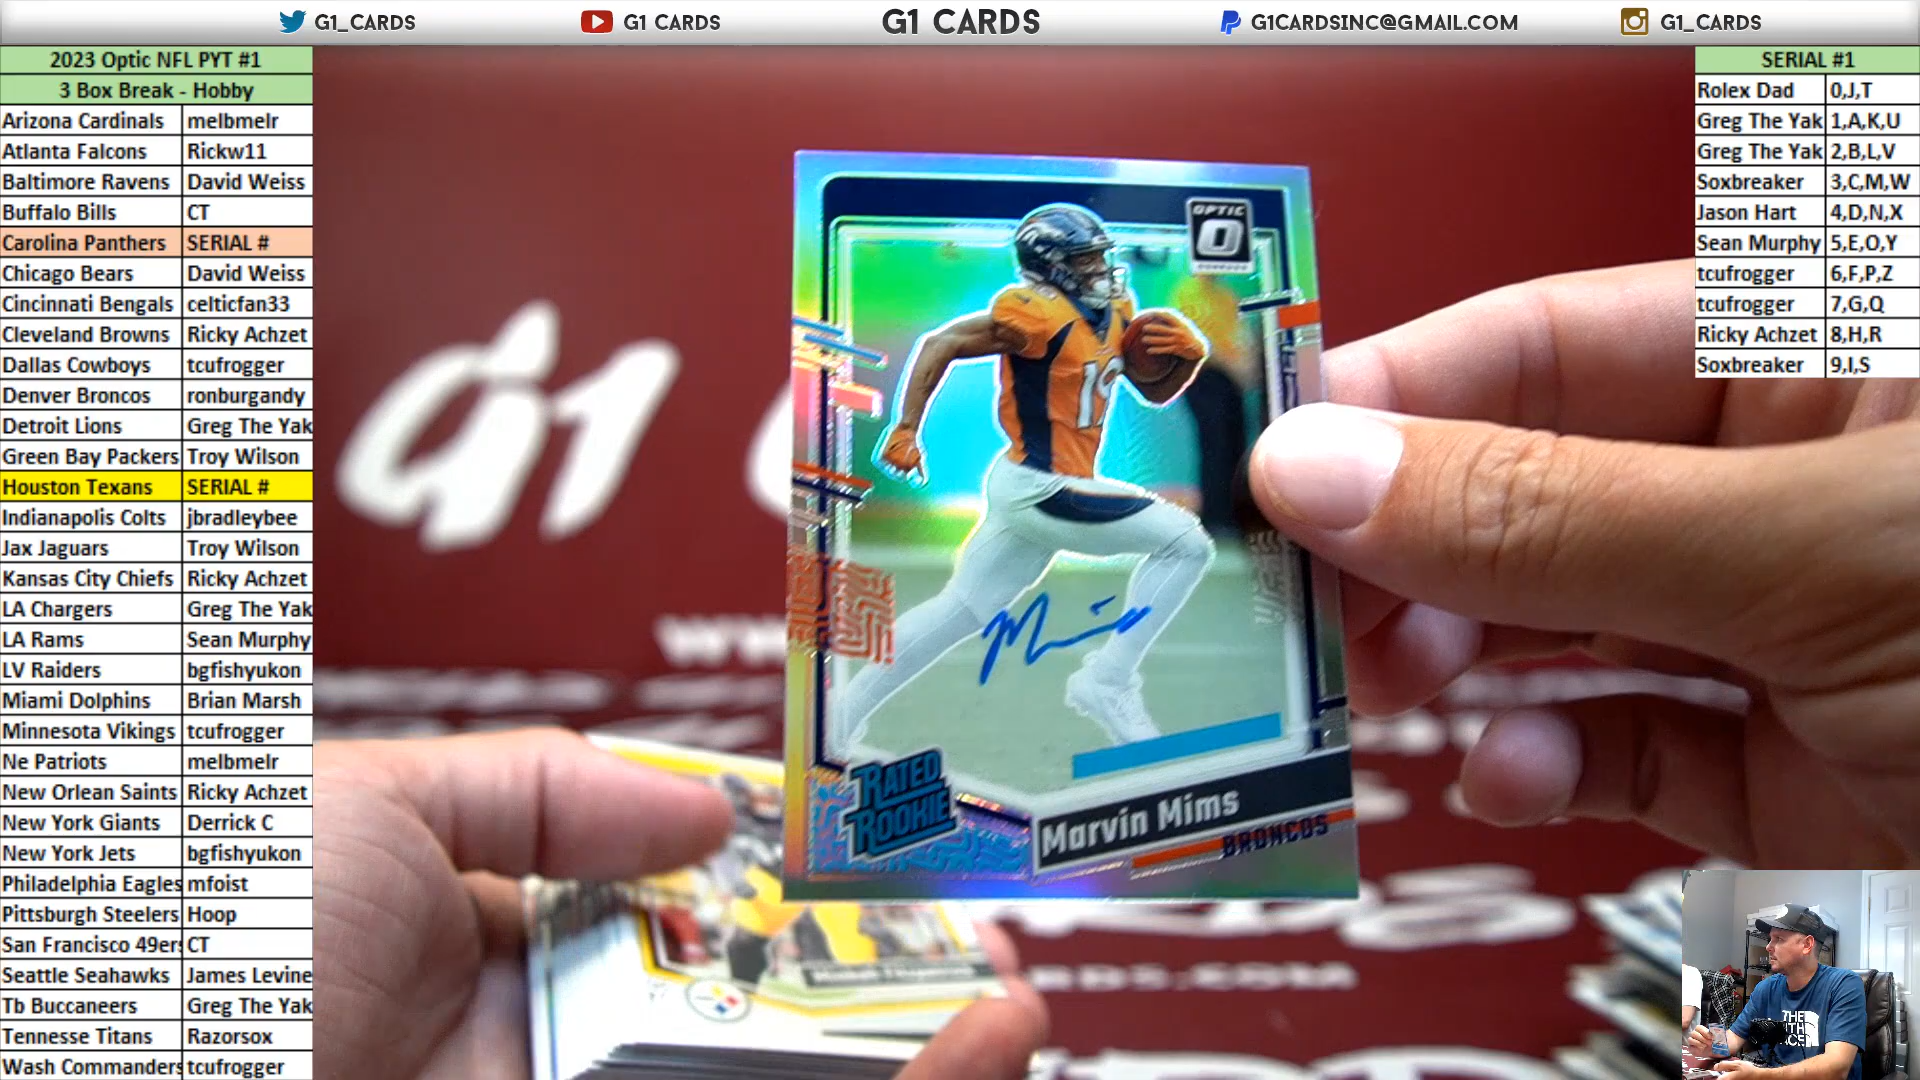 G1_CARDS G1 CARDS G1 CARDS G1CARDSINC@GMAIL.COM G1_CARDS
2023 Optic NFL PYT #1
3 Box Break - Hobby
Arizona Cardinals melbmelr
Atlanta Falcons Rickw11
Baltimore Ravens David Weiss
Buffalo Bills CT
Carolina Panthers SERIAL #
Chicago Bears David Weiss
Cincinnati Bengals celticfan33
Cleveland Browns Ricky Achzet
Dallas Cowboys tcufrogger
Denver Broncos ronburgandy
Detroit Lions Greg The Yak
Green Bay Packers Troy Wilson
Houston Texans SERIAL #
Indianapolis Colts jbradleybee
Jax Jaguars Troy Wilson
Kansas City Chiefs Ricky Achzet
LA Chargers Greg The Yak
LA Rams Sean Murphy
LV Raiders bgfishyukon
Miami Dolphins Brian Marsh
Minnesota Vikings tcufrogger
Ne Patriots melbmelr
New Orlean Saints Ricky Achzet
New York Giants Derrick C
New York Jets bgfishyukon
Philadelphia Eagles mfoist
Pittsburgh Steelers Hoop
San Francisco 49ers CT
Seattle Seahawks James Levine
Tb Buccaneers Greg The Yak
Tennesse Titans Razorsox
Wash Commanders tcufrogger
SERIAL #1
Rolex Dad 0,J,T
Greg The Yak 1,A,K,U
Greg The Yak 2,B,L,V
Soxbreaker 3,C,M,W
Jason Hart 4,D,N,X
Sean Murphy 5,E,O,Y
tcufrogger 6,F,P,Z
tcufrogger 7,G,Q
Ricky Achzet 8,H,R
Soxbreaker 9,I,S
G1
OPTIC
19
RATED
ROOKIE
Marvin Mims
BRONCOS
THE